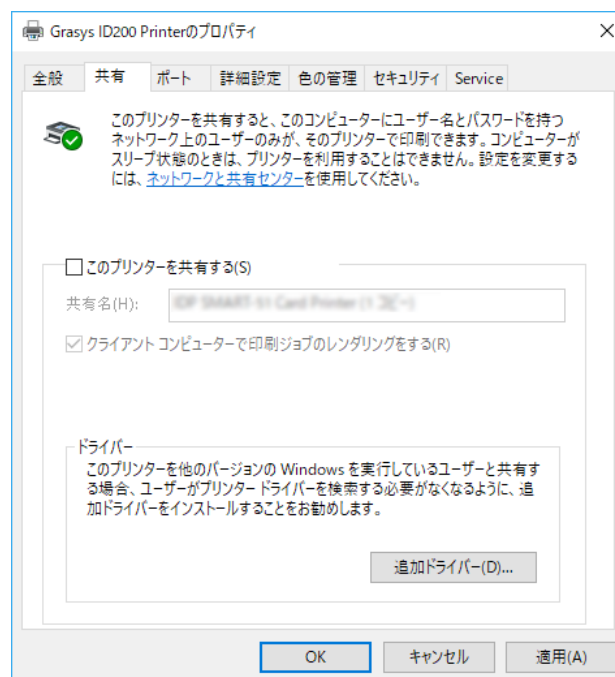 Grasys ID200 Printerのプロパティ
全般 共有 ポート 詳細設定 色の管理 セキュリティ Service
このプリンターを共有すると、このコンピューターにユーザー名とパスワードを持つ
ネットワーク上のユーザーのみが、そのプリンターで印刷できます。コンピューターが
スリープ状態のときは、プリンターを利用することはできません。設定を変更する
には、ネットワークと共有センターを使用してください。
このプリンターを共有する(S)
共有名(H):
クライアント コンピューターで印刷ジョブのレンダリングをする(R)
ドライバー
このプリンターを他のバージョンの Windows を実行しているユーザーと共有す
る場合、ユーザーがプリンター ドライバーを検索する必要がなくなるように、追
加ドライバーをインストールすることをお勧めします。
追加ドライバー(D)...
OK キャンセル 適用(A)